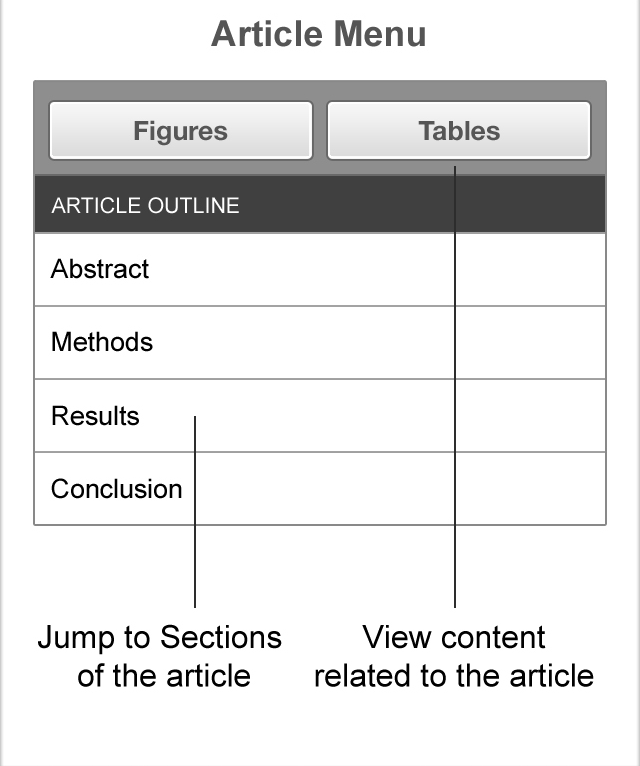 Article Menu
Figures
Tables
ARTICLE OUTLINE
Abstract
Methods
Results
Conclusion
Jump to Sections
of the article
View content
related to the article